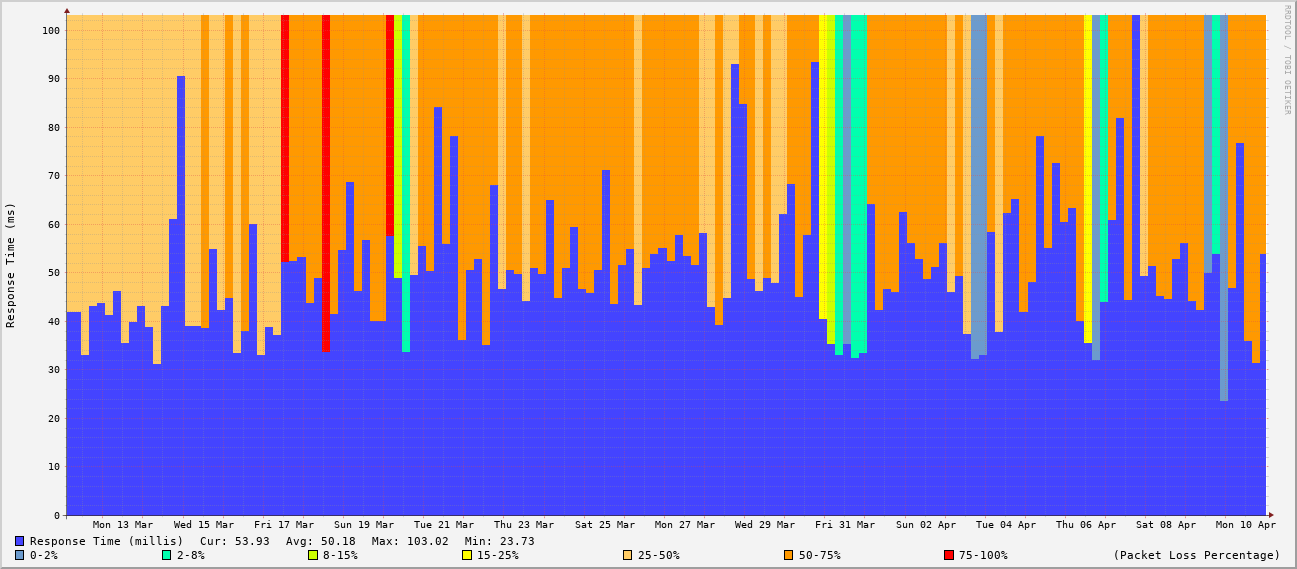 RRDTOOL / TOBI OETIKER
Response Time (ms)
100
90
80
70
60
50
40
30
20
10
0
Mon 13 Mar Wed 15 Mar Fri 17 Mar Sun 19 Mar Tue 21 Mar Thu 23 Mar Sat 25 Mar Mon 27 Mar Wed 29 Mar Fri 31 Mar Sun 02 Apr Tue 04 Apr Thu 06 Apr Sat 08 Apr Mon 10 Apr
Response Time (millis) Cur: 53.93 Avg: 50.18 Max: 103.02 Min: 23.73
0-2% 2-8% 8-15% 15-25% 25-50% 50-75% 75-100% (Packet Loss Percentage)